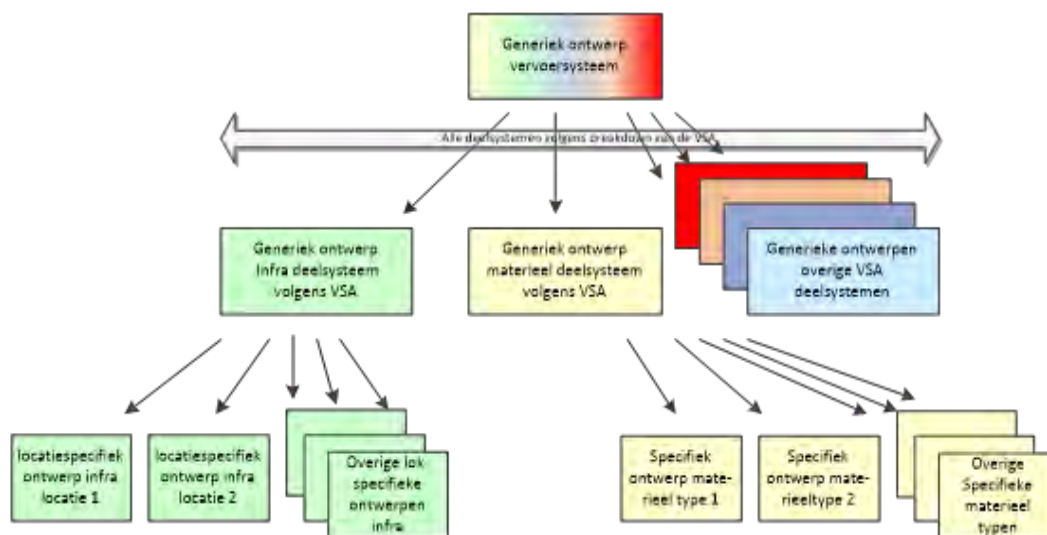 Generiek ontwerp
vervoersysteem
Alle deelsystemen volgens breakdown van de VSA
Generiek ontwerp
Infra deelsysteem
volgens VSA
Generiek ontwerp
materieel deelsysteem
volgens VSA
Generieke ontwerpen
overige VSA
deelsystemen
locatiespecifiek
ontwerp infra
locatie 1
locatiespecifiek
ontwerp infra
locatie 2
Overige lok
specifieke
ontwerpen
infra
Specifiek
ontwerp mate-
rieel type 1
Specifiek
ontwerp mate-
rieeltype 2
Overige
Specifieke
materieel
typen